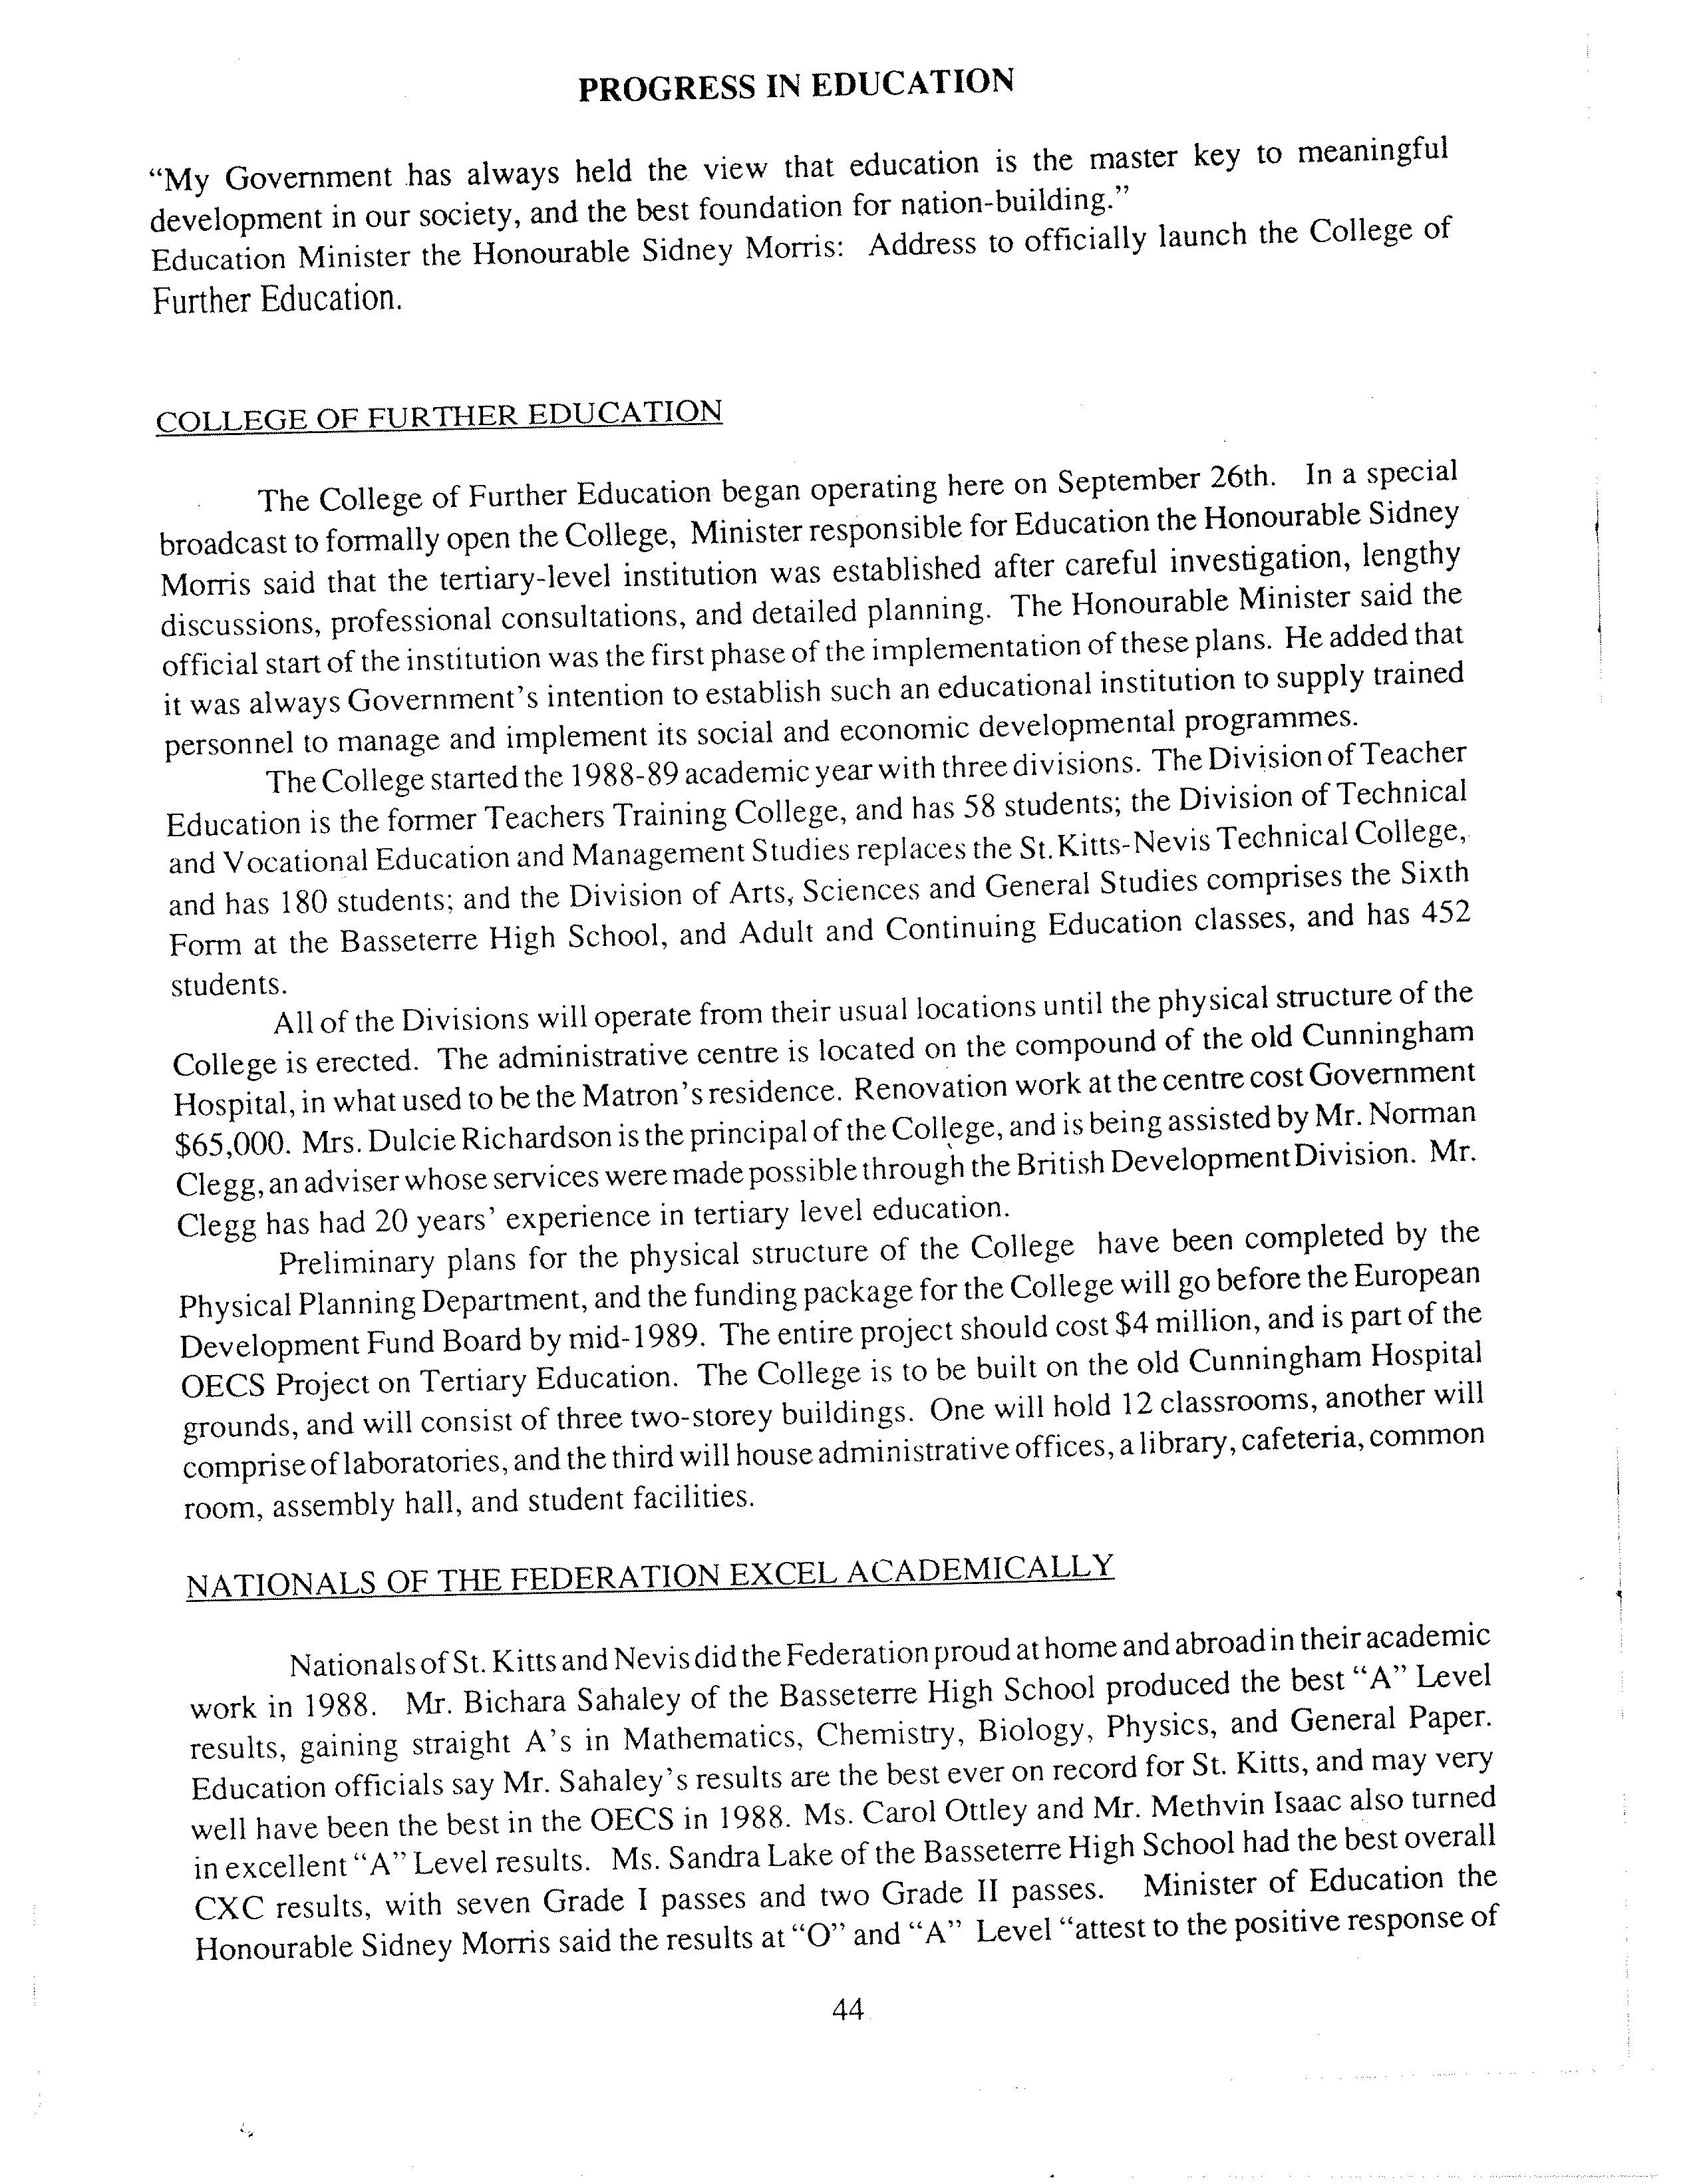 PROGRESS IN EDUCATION
“My Government has always held the view that education is the master key to meaningful
development in our society, and the best foundation for nation-building.”
Education Minister the Honourable Sidney Morris: Address to officially launch the College of
Further Education.
COLLEGE OF FURTHER EDUCATION
The College of Further Education began operating here on September 26th. In a special
broadcast to formally open the College, Minister responsible for Education the Honourable Sidney
Morris said that the tertiary-level institution was established after careful investigation, lengthy
discussions, professional consultations, and detailed planning. The Honourable Minister said the
official start of the institution was the first phase of the implementation of these plans. He added that
it was always Government’s intention to establish such an educational institution to supply trained
personnel to manage and implement its social and economic developmental programmes.
The College started the 1988-89 academic year with three divisions. The Division of Teacher
Education is the former Teachers Training College, and has 58 students; the Division of Technical
and Vocational Education and Management Studies replaces the St. Kitts-Nevis Technical College,
and has 180 students; and the Division of Arts, Sciences and General Studies comprises the Sixth
Form at the Basseterre High School, and Adult and Continuing Education classes, and has 452
students.
All of the Divisions will operate from their usual locations until the physical structure of the
College is erected. The administrative centre is located on the compound of the old Cunningham
Hospital, in what used to be the Matron’s residence. Renovation work at the centre cost Government
$65,000. Mrs. Dulcie Richardson is the principal of the College, and is being assisted by Mr. Norman
Clegg, an adviser whose services were made possible through the British Development Division. Mr.
Clegg has had 20 years’ experience in tertiary level education.
Preliminary plans for the physical structure of the College have been completed by the
Physical Planning Department, and the funding package for the College will go before the European
Development Fund Board by mid-1989. The entire project should cost $4 million, and is part of the
OECS Project on Tertiary Education. The College is to be built on the old Cunningham Hospital
grounds, and will consist of three two-storey buildings. One will hold 12 classrooms, another will
comprise of laboratories, and the third will house administrative offices, a library, cafeteria, common
room, assembly hall, and student facilities.
NATIONALS OF THE FEDERATION EXCEL ACADEMICALLY
Nationals of St. Kitts and Nevis did the Federation proud at home and abroad in their academic
work in 1988. Mr. Bichara Sahaley of the Basseterre High School produced the best “A” Level
results, gaining straight A’s in Mathematics, Chemistry, Biology, Physics, and General Paper.
Education officials say Mr. Sahaley’s results are the best ever on record for St. Kitts, and may very
well have been the best in the OECS in 1988. Ms. Carol Ottley and Mr. Methvin Isaac also turned
in excellent “A” Level results. Ms. Sandra Lake of the Basseterre High School had the best overall
CXC results, with seven Grade I passes and two Grade II passes. Minister of Education the
Honourable Sidney Morris said the results at “O” and “A” Level “attest to the positive response of
44